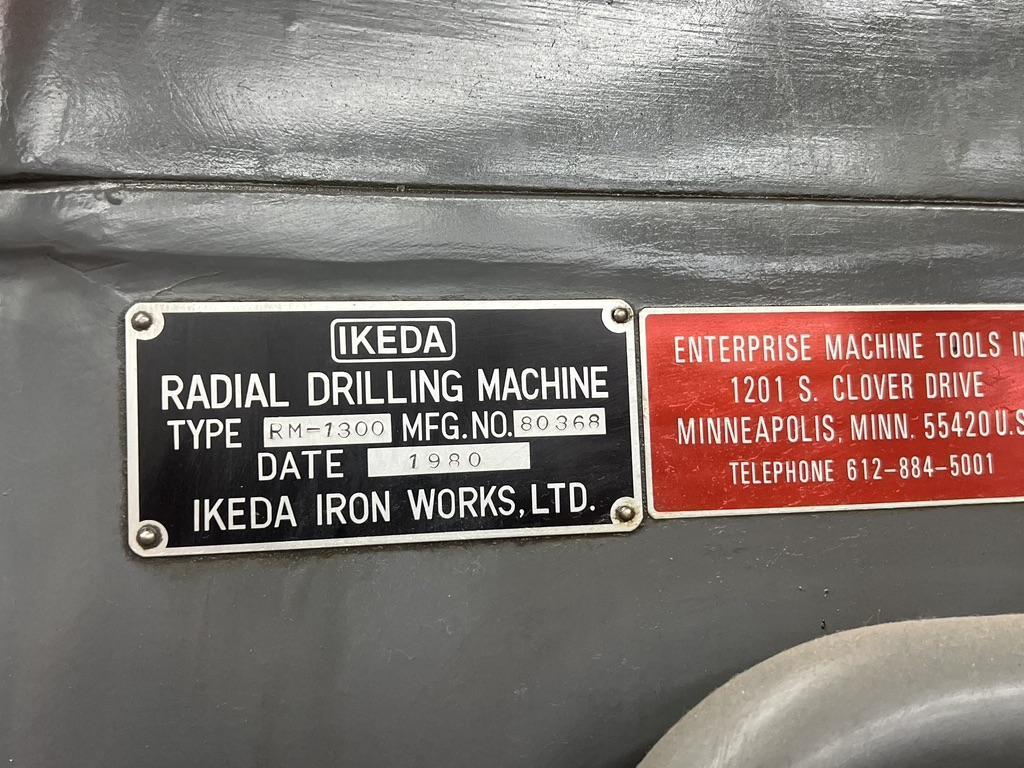 IKEDA
RADIAL DRILLING MACHINE
TYPE RM-1300 MFG.NO. 80368
DATE 1980
IKEDA IRON WORKS, LTD.
ENTERPRISE MACHINE TOOLS IN
1201 S. CLOVER DRIVE
MINNEAPOLIS, MINN. 55420 U.S
TELEPHONE 612-884-5001